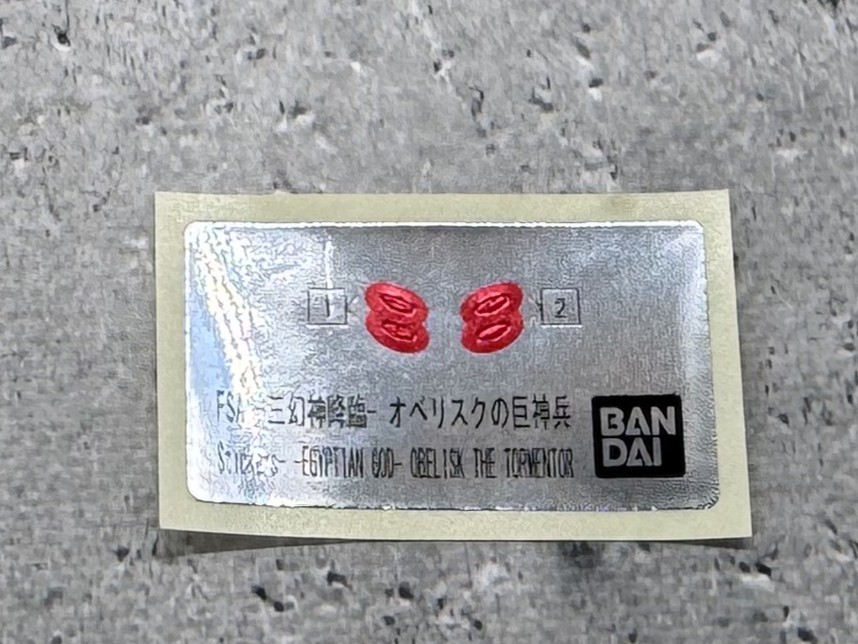 1
2
三幻神降臨- オベリスクの巨神兵
-EGYPTIAN GOD- OBELISK THE TORMENTOR
BAN
DAI